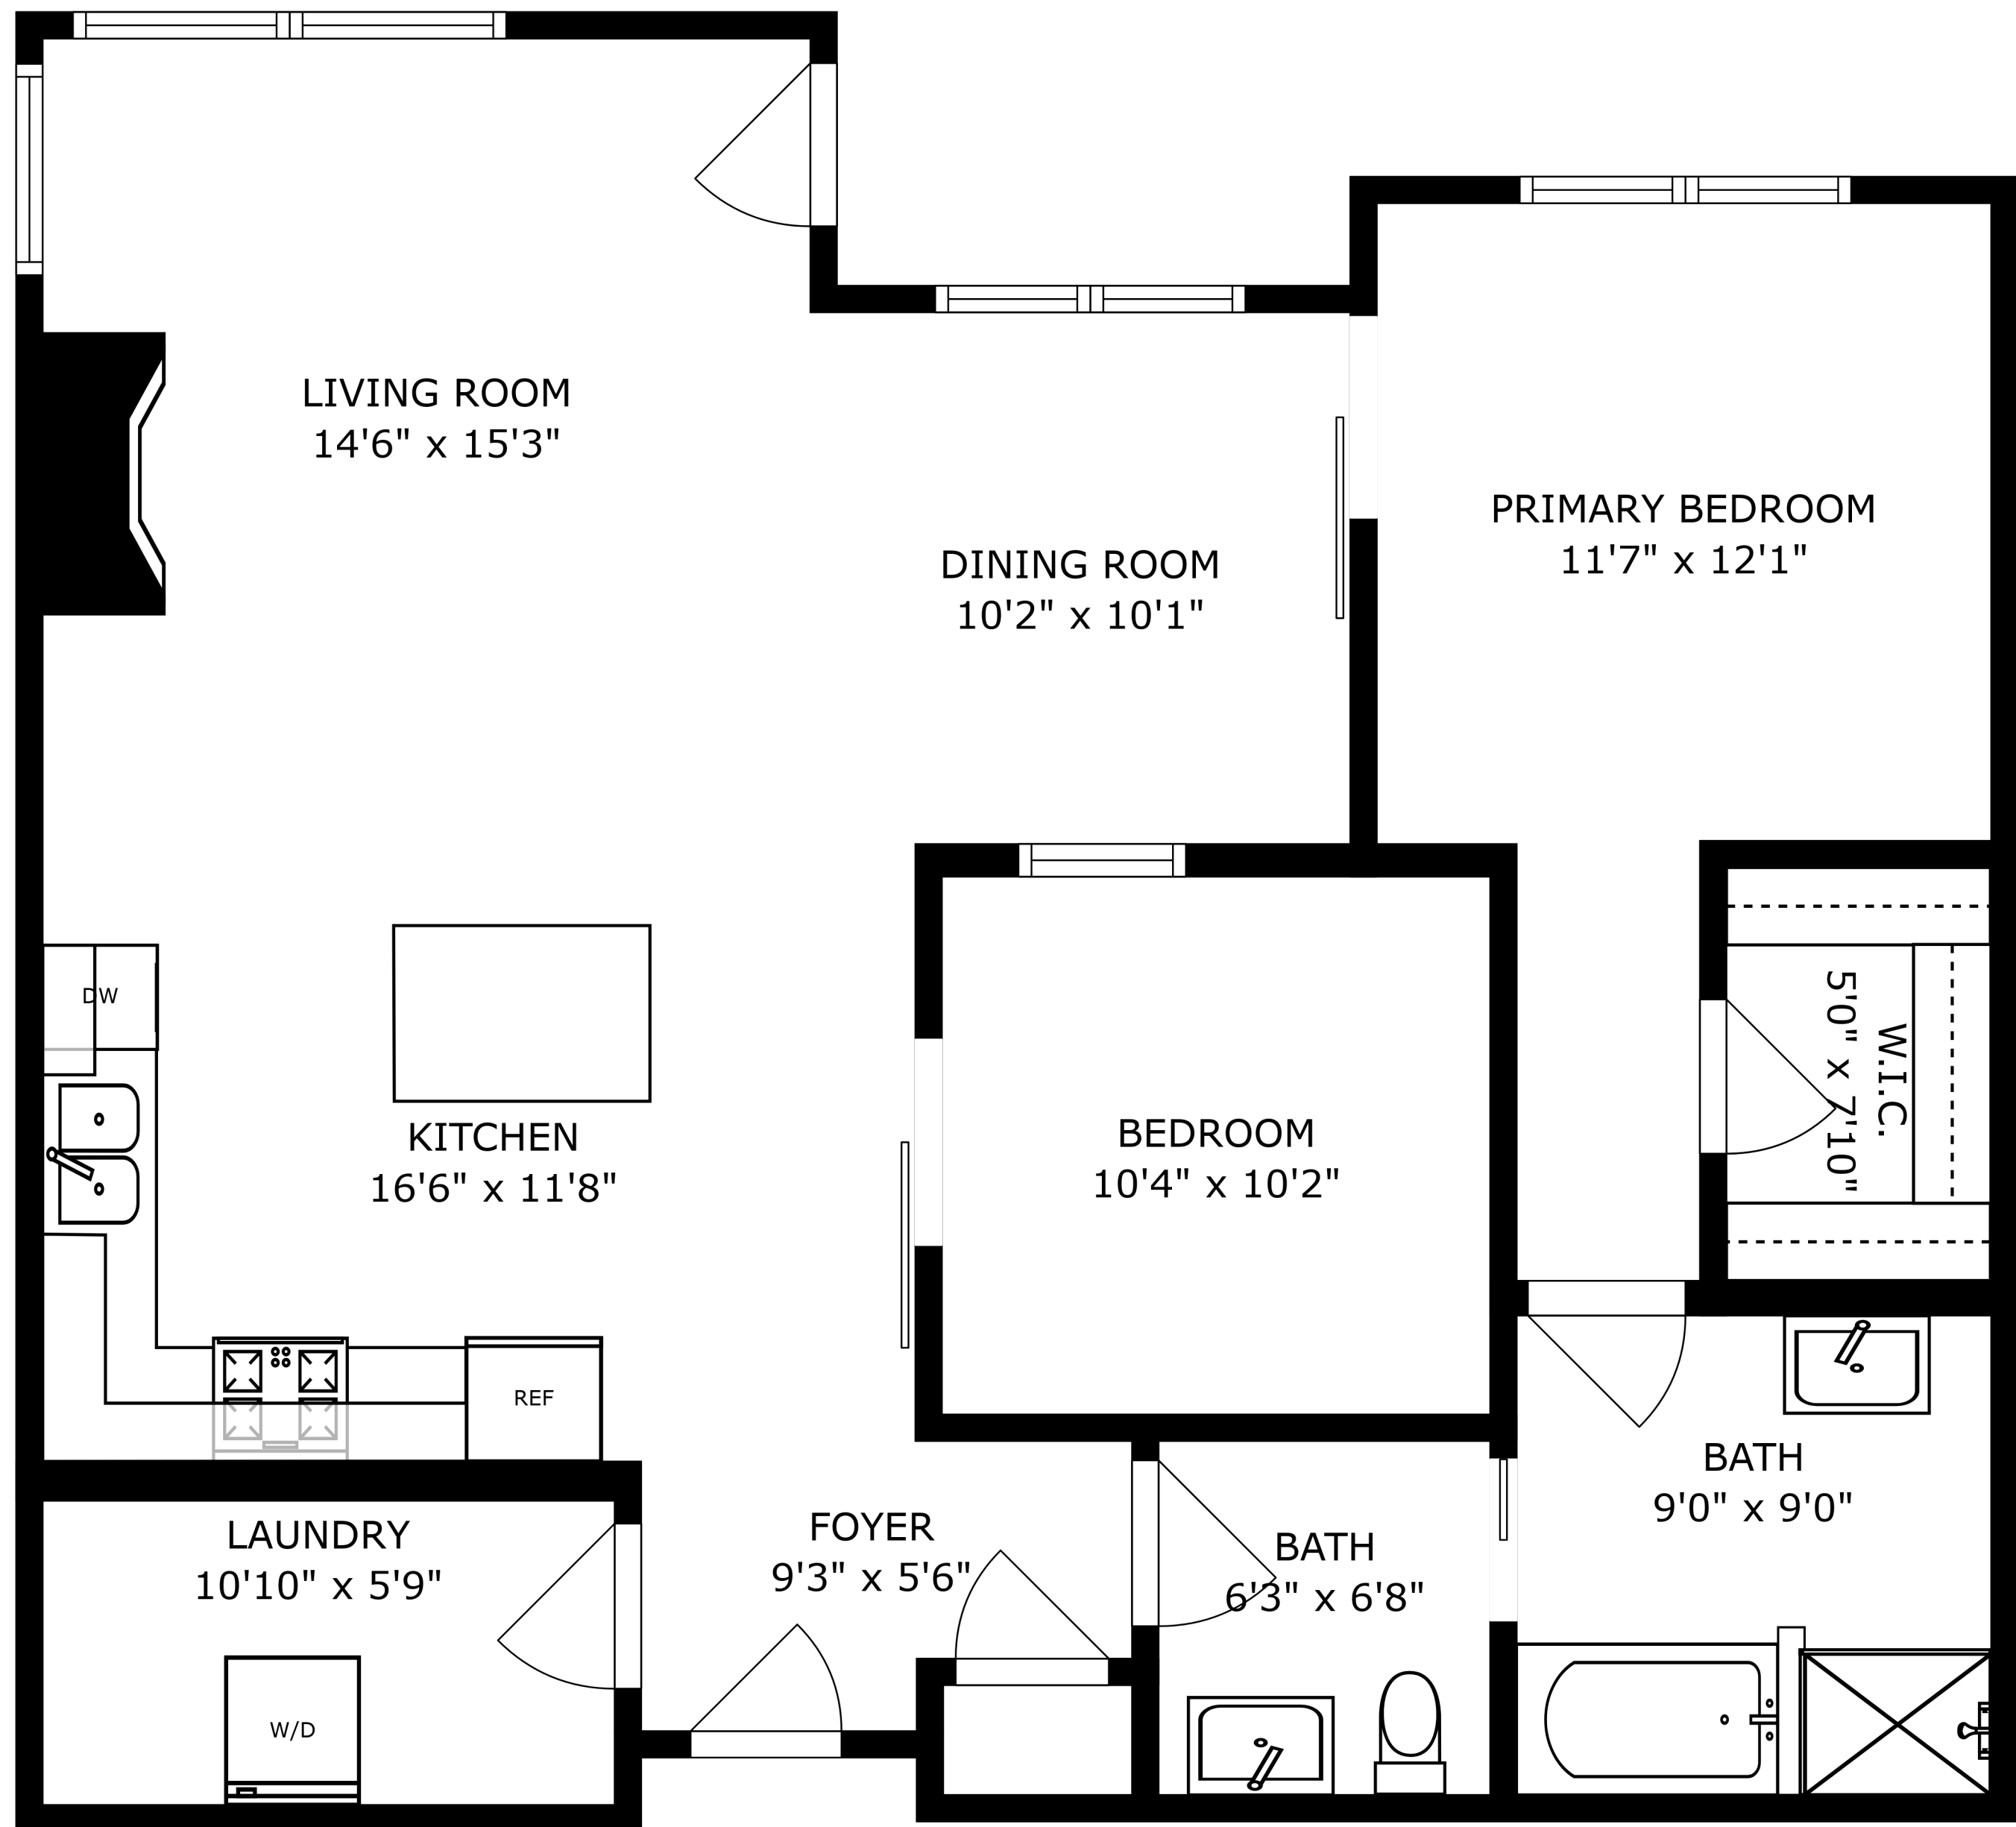 LIVING ROOM
14'6" x 15'3"
PRIMARY BEDROOM
11'7" x 12'1"
DINING ROOM
10'2" x 10'1"
DW
W.I.C.
5'0" x 7'10"
KITCHEN
16'6" x 11'8"
BEDROOM
10'4" x 10'2"
REF
BATH
9'0" x 9'0"
LAUNDRY
10'10" x 5'9"
FOYER
9'3" x 5'6"
BATH
6'3" x 6'8"
W/D